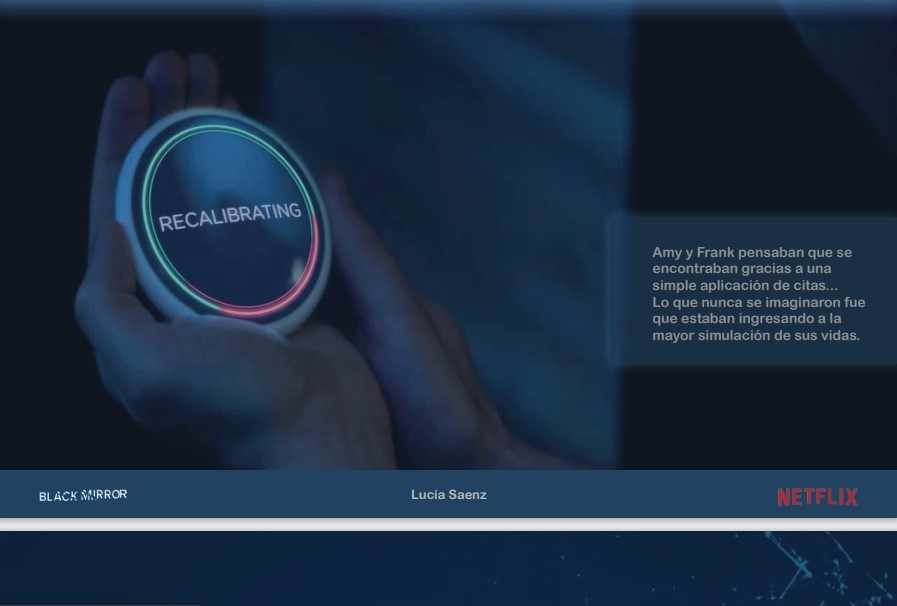 RECALIBRATING
Amy y Frank pensaban que se
encontraban gracias a una
simple aplicación de citas...
Lo que nunca se imaginaron fue
que estaban ingresando a la
mayor simulación de sus vidas.
BLACK MIRROR
Lucía Saenz
NETFLIX